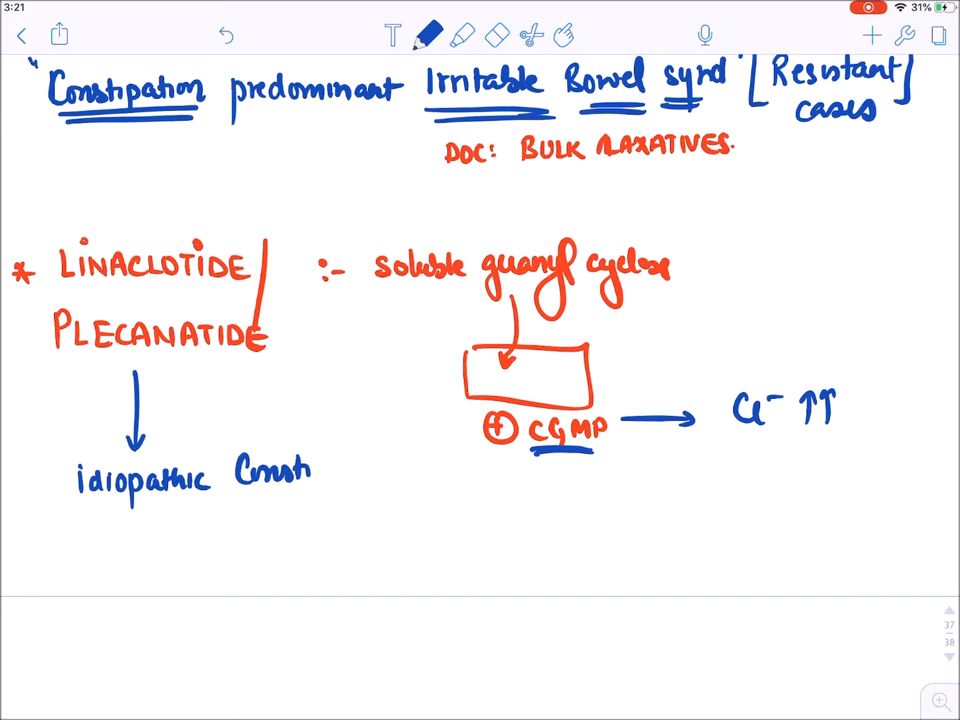 3:21 31%
T
"Constipation predominant Irritable Bowel synd [Resistant cases]
DOC: BULK LAXATIVES.
* LINACLOTIDE / :- soluble guanyl cyclase
PLECANATIDE
⊕ CGMP → Cl⁻ ↑↑
idiopathic Consti
37
38